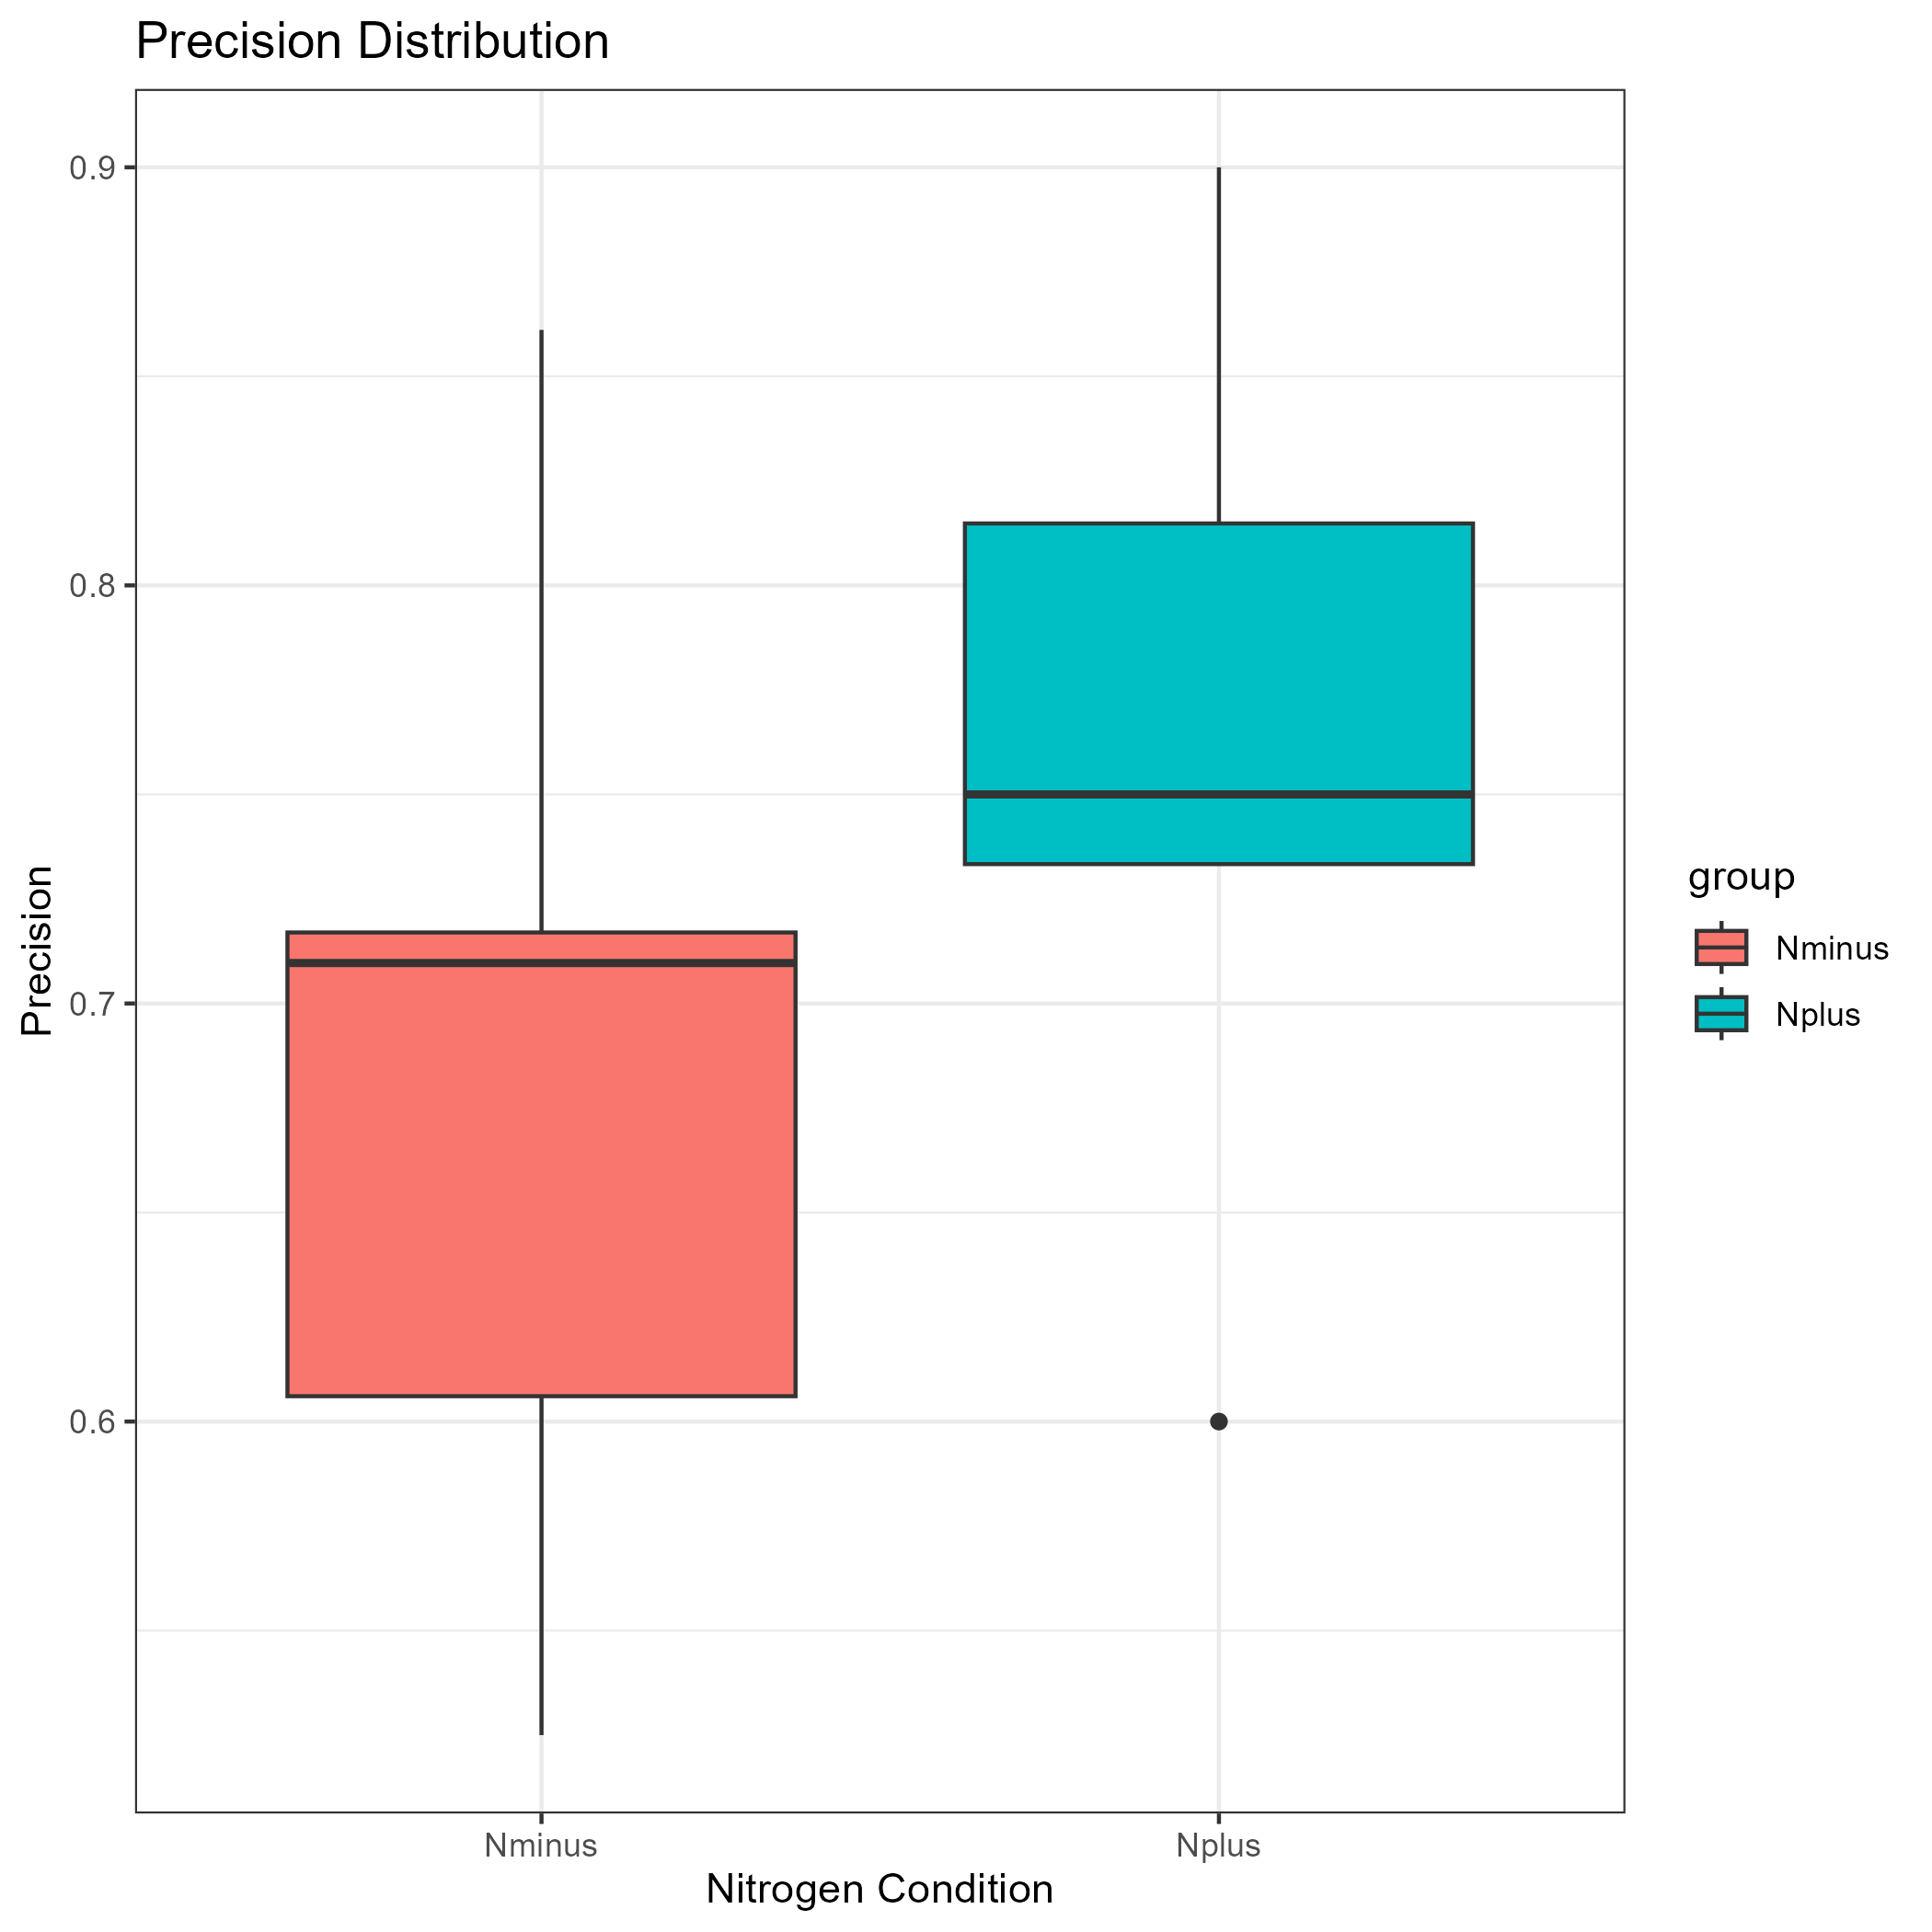 Precision Distribution
0.9
0.8
0.7
0.6
Precision
Nminus
Nplus
Nitrogen Condition
group
Nminus
Nplus